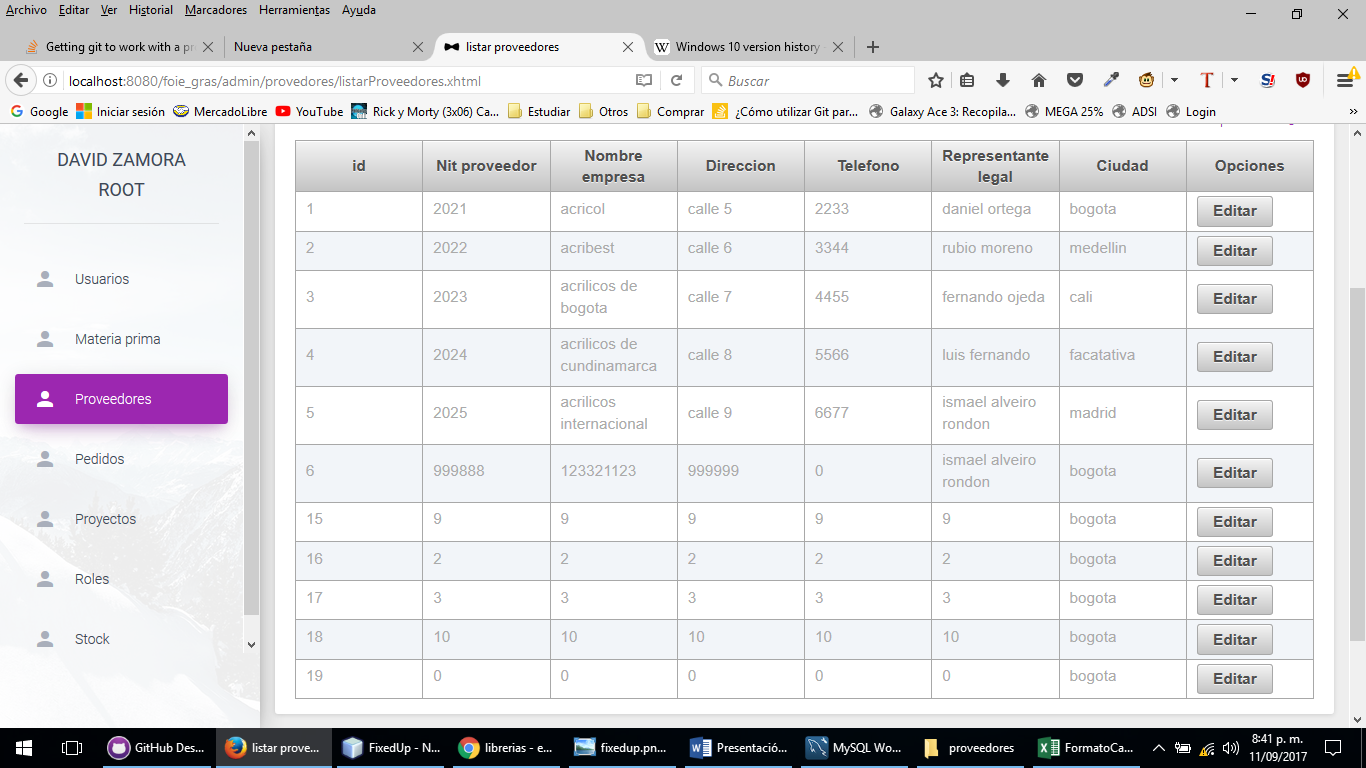 Archivo Editar Ver Historial Marcadores Herramientas Ayuda
Getting git to work with a pr
Nueva pestaña
listar proveedores
Windows 10 version history
localhost:8080/foie_gras/admin/provedores/listarProveedores.xhtml
Buscar
Google Iniciar sesión MercadoLibre YouTube Rick y Morty (3x06) Ca... Estudiar Otros Comprar ¿Cómo utilizar Git par... Galaxy Ace 3: Recopila... MEGA 25% ADSI Login
DAVID ZAMORA
ROOT
Usuarios
Materia prima
Proveedores
Pedidos
Proyectos
Roles
Stock
id Nit proveedor Nombre empresa Direccion Telefono Representante legal Ciudad Opciones
1 2021 acricol calle 5 2233 daniel ortega bogota Editar
2 2022 acribest calle 6 3344 rubio moreno medellin Editar
3 2023 acrilicos de bogota calle 7 4455 fernando ojeda cali Editar
4 2024 acrilicos de cundinamarca calle 8 5566 luis fernando facatativa Editar
5 2025 acrilicos internacional calle 9 6677 ismael alveiro rondon madrid Editar
6 999888 123321123 999999 0 ismael alveiro rondon bogota Editar
15 9 9 9 9 9 bogota Editar
16 2 2 2 2 2 bogota Editar
17 3 3 3 3 3 bogota Editar
18 10 10 10 10 10 bogota Editar
19 0 0 0 0 0 bogota Editar
GitHub Des... listar prove... FixedUp - N... librerias - e... fixedup.pn... Presentació... MySQL Wo... proveedores FormatoCa...
8:41 p. m.
11/09/2017